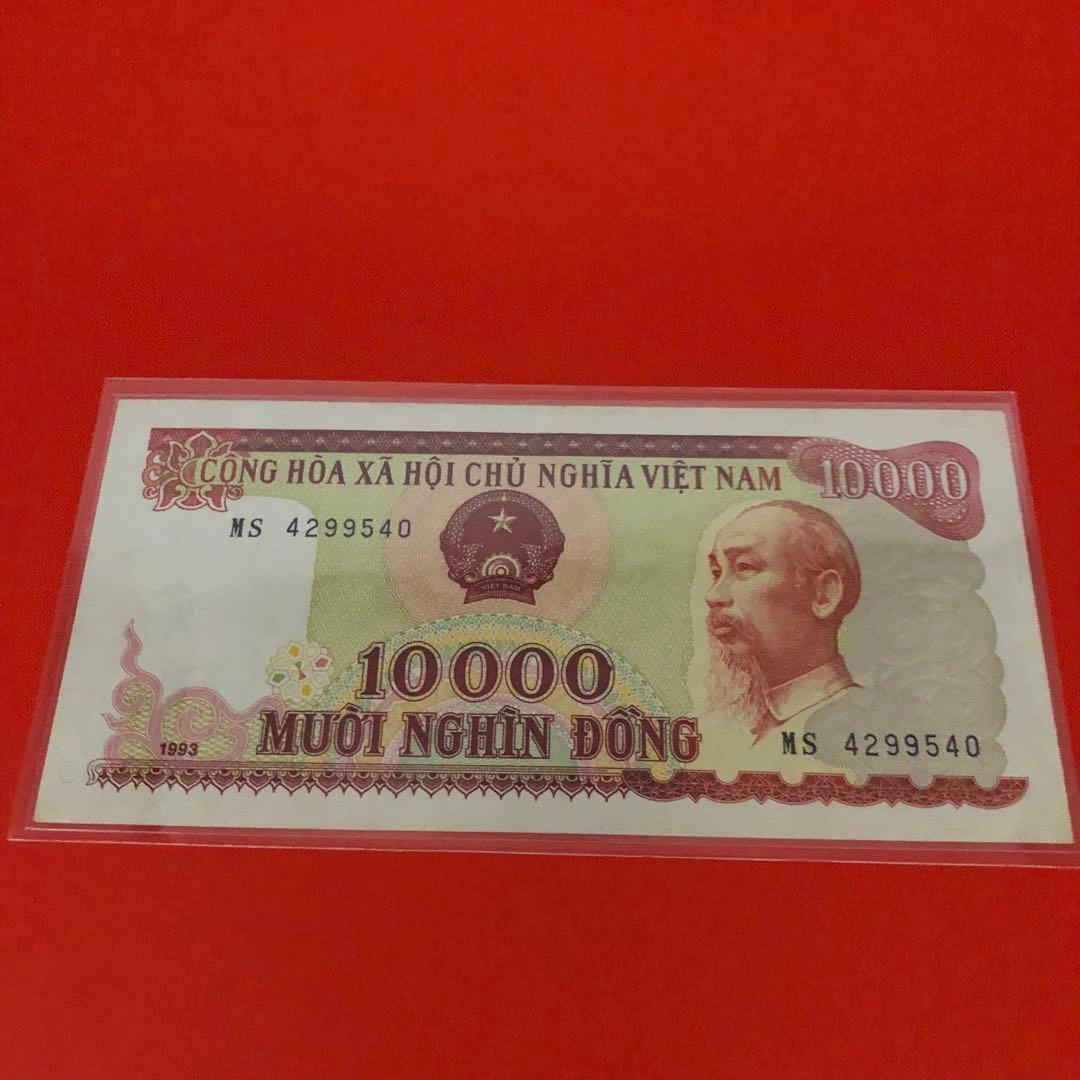 CỘNG HÒA XÃ HỘI CHỦ NGHĨA VIỆT NAM
10000
MS 4299540
VIỆT NAM
10000
MƯỜI NGHÌN ĐỒNG
1993
MS 4299540